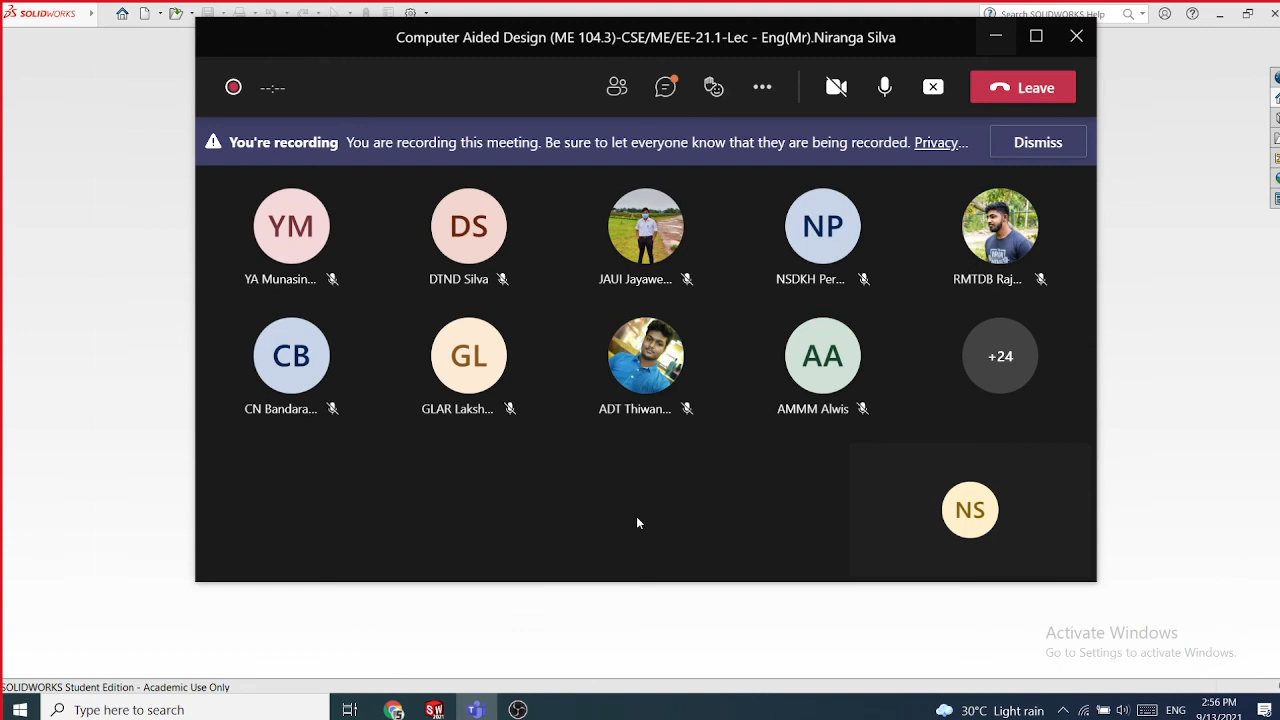 SOLIDWORKS
Search SOLIDWORKS Help
Computer Aided Design (ME 104.3)-CSE/ME/EE-21.1-Lec - Eng(Mr).Niranga Silva
--:--
Leave
You're recording You are recording this meeting. Be sure to let everyone know that they are being recorded. Privacy...
Dismiss
YM
DS
NP
YA Munasin...
DTND Silva
JAUI Jayawe...
NSDKH Per...
RMTDB Raj...
CB
GL
AA
+24
CN Bandara...
GLAR Laksh...
ADT Thiwan...
AMMM Alwis
NS
Activate Windows
Go to Settings to activate Windows.
SOLIDWORKS Student Edition - Academic Use Only
Type here to search
30°C Light rain
ENG
2:56 PM
9/13/2021